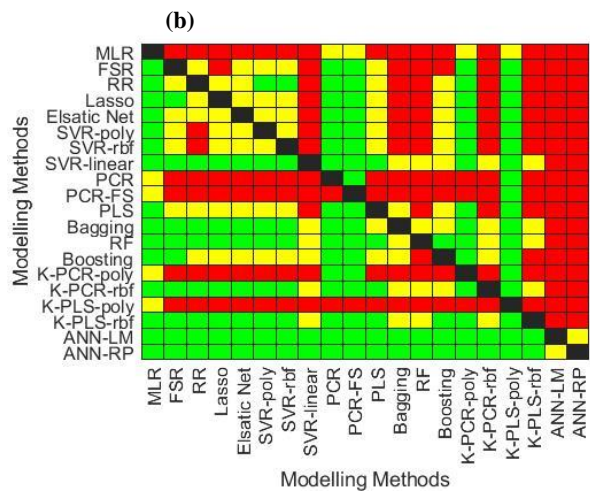 (b)
MLR
FSR
RR
Lasso
Elsatic Net
SVR-poly
SVR-rbf
SVR-linear
PCR
PCR-FS
PLS
Bagging
RF
Boosting
K-PCR-poly
K-PCR-rbf
K-PLS-poly
K-PLS-rbf
ANN-LM
ANN-RP
Modelling Methods
MLR
FSR
RR
Lasso
Elsatic Net
SVR-poly
SVR-rbf
SVR-linear
PCR
PCR-FS
PLS
Bagging
RF
Boosting
K-PCR-poly
K-PCR-rbf
K-PLS-poly
K-PLS-rbf
ANN-LM
ANN-RP
Modelling Methods